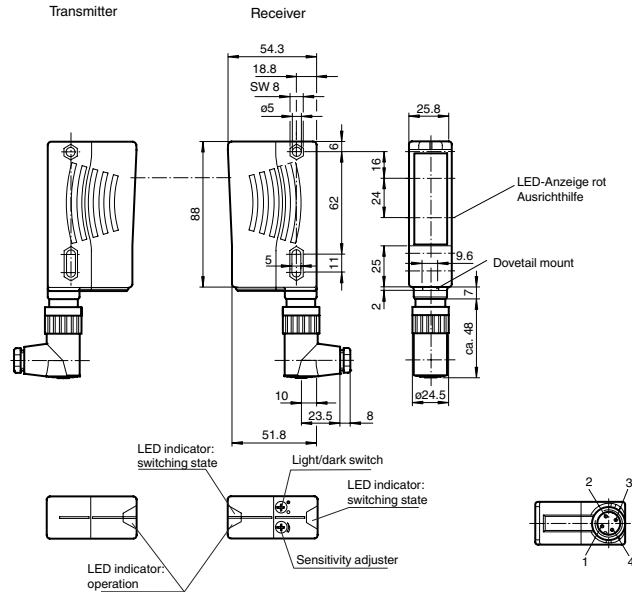 Transmitter
Receiver
54.3
18.8
SW 8
ø5
25.8
6
16
24
62
88
LED-Anzeige rot
Ausrichthilfe
5
11
25
9.6
Dovetail mount
2
7
ca. 48
10
ø24.5
23.5
8
51.8
LED indicator:
switching state
Light/dark switch
LED indicator:
switching state
Sensitivity adjuster
LED indicator:
operation
2
3
1
4